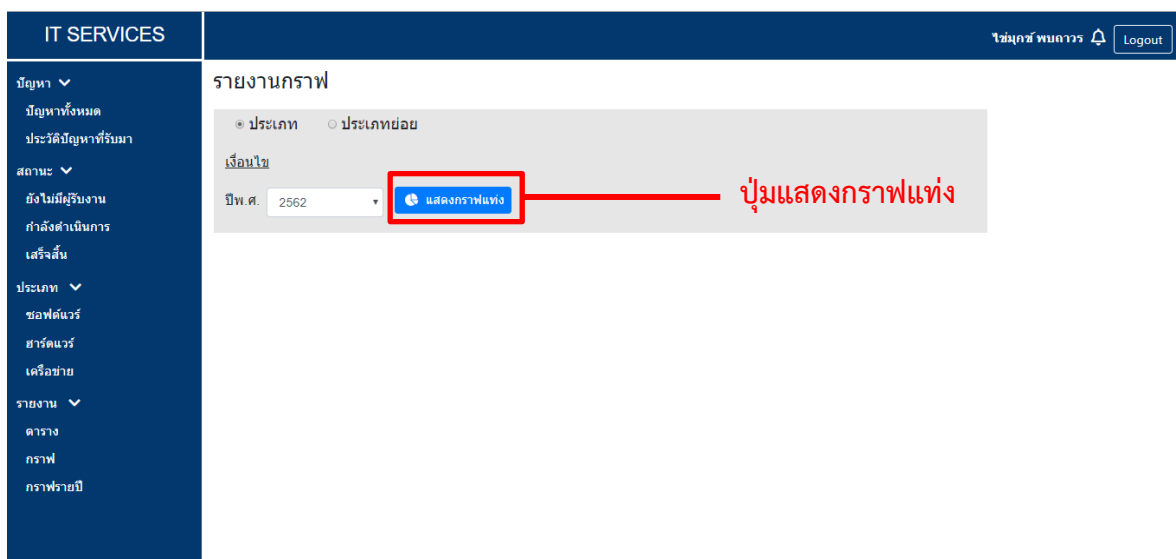 IT SERVICES
ไข่มุกข์ พบถาวร
Logout
ปัญหา
ปัญหาทั้งหมด
ประวัติปัญหาที่รับมา
สถานะ
ยังไม่มีผู้รับงาน
กำลังดำเนินการ
เสร็จสิ้น
ประเภท
ซอฟต์แวร์
ฮาร์ดแวร์
เครือข่าย
รายงาน
ตาราง
กราฟ
กราฟรายปี
รายงานกราฟ
ประเภท ประเภทย่อย
เงื่อนไข
ปีพ.ศ. 2562 แสดงกราฟแท่ง
ปุ่มแสดงกราฟแท่ง